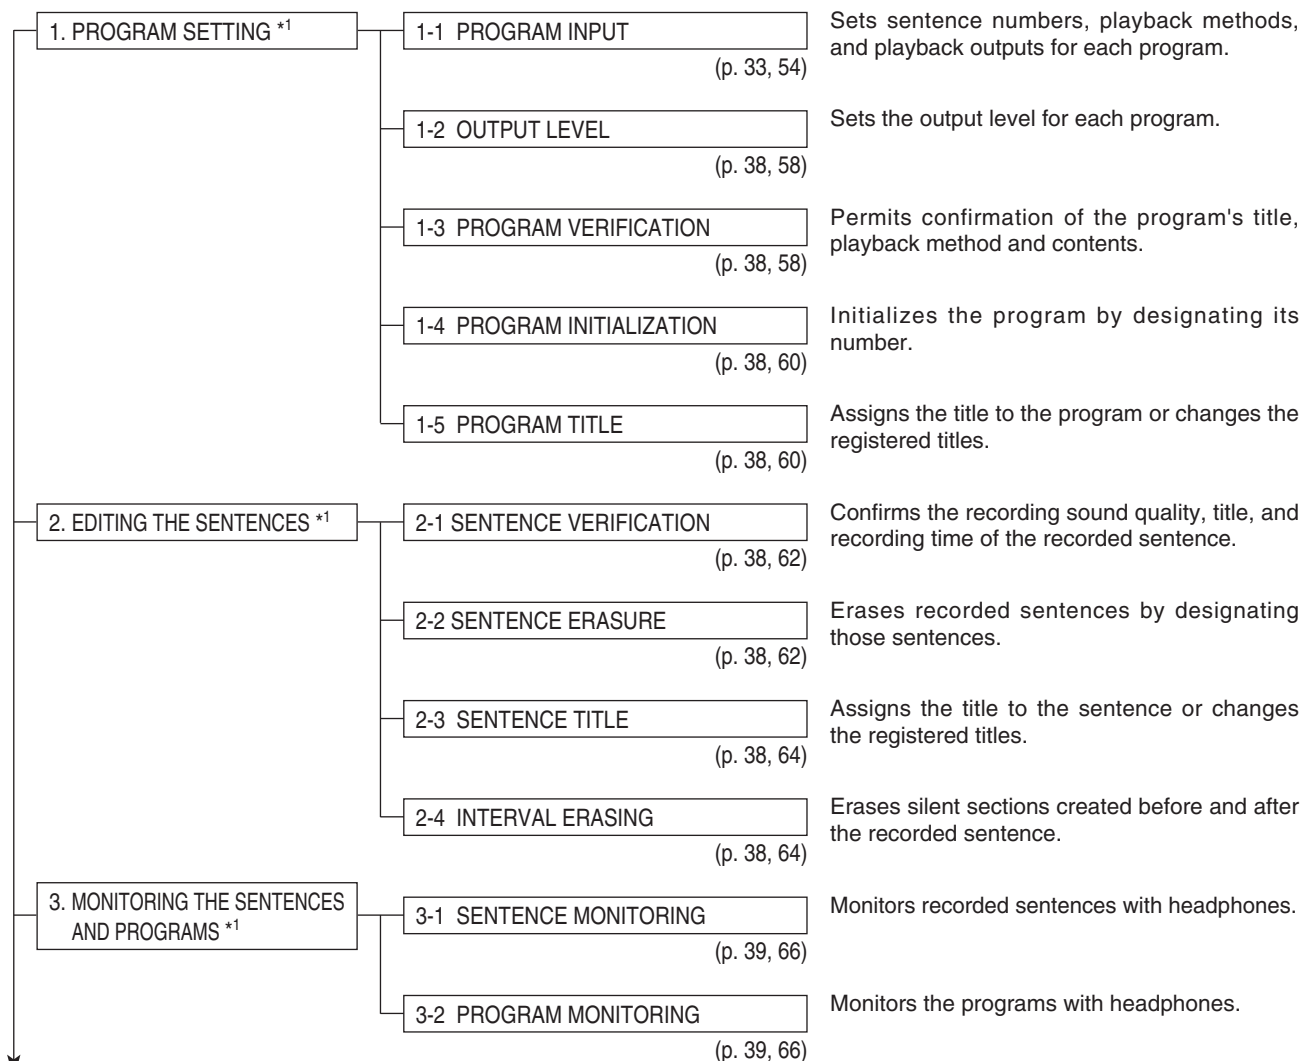 1. PROGRAM SETTING *1
1-1 PROGRAM INPUT
(p. 33, 54)
Sets sentence numbers, playback methods,
and playback outputs for each program.
1-2 OUTPUT LEVEL
(p. 38, 58)
Sets the output level for each program.
1-3 PROGRAM VERIFICATION
(p. 38, 58)
Permits confirmation of the program's title,
playback method and contents.
1-4 PROGRAM INITIALIZATION
(p. 38, 60)
Initializes the program by designating its
number.
1-5 PROGRAM TITLE
(p. 38, 60)
Assigns the title to the program or changes the
registered titles.
2. EDITING THE SENTENCES *1
2-1 SENTENCE VERIFICATION
(p. 38, 62)
Confirms the recording sound quality, title, and
recording time of the recorded sentence.
2-2 SENTENCE ERASURE
(p. 38, 62)
Erases recorded sentences by designating
those sentences.
2-3 SENTENCE TITLE
(p. 38, 64)
Assigns the title to the sentence or changes
the registered titles.
2-4 INTERVAL ERASING
(p. 38, 64)
Erases silent sections created before and after
the recorded sentence.
3. MONITORING THE SENTENCES
AND PROGRAMS *1
3-1 SENTENCE MONITORING
(p. 39, 66)
Monitors recorded sentences with headphones.
3-2 PROGRAM MONITORING
(p. 39, 66)
Monitors the programs with headphones.